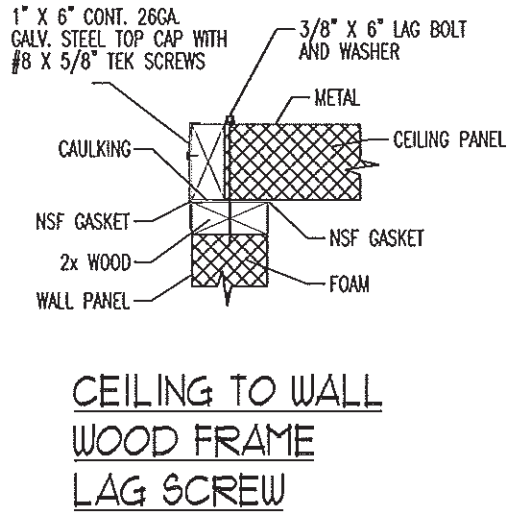 1" X 6" CONT. 26GA.
GALV. STEEL TOP CAP WITH
#8 X 5/8" TEK SCREWS
3/8" X 6" LAG BOLT
AND WASHER
METAL
CAULKING
CEILING PANEL
NSF GASKET
NSF GASKET
2x WOOD
FOAM
WALL PANEL
CEILING TO WALL
WOOD FRAME
LAG SCREW